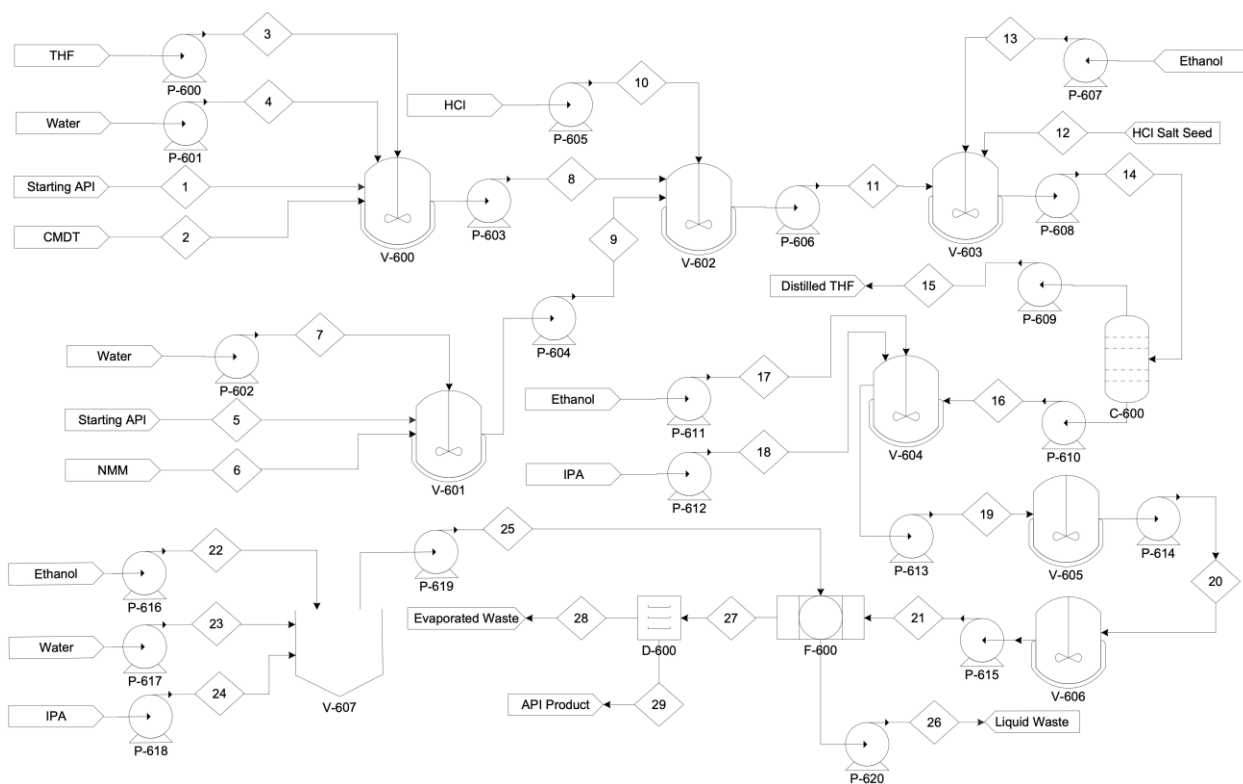 THF
P-600
3
Water
P-601
4
Starting API
1
CMDT
2
V-600
P-603
8
HCl
P-605
10
V-602
9
P-604
P-606
11
13
P-607
Ethanol
12
HCl Salt Seed
V-603
P-608
14
Distilled THF
15
P-609
C-600
Water
P-602
7
Starting API
5
NMM
6
V-601
Ethanol
P-611
17
IPA
P-612
18
V-604
16
P-610
P-613
19
V-605
P-614
20
Ethanol
P-616
22
Water
P-617
23
IPA
P-618
24
V-607
P-619
25
Evaporated Waste
28
D-600
27
F-600
21
P-615
V-606
API Product
29
P-620
26
Liquid Waste